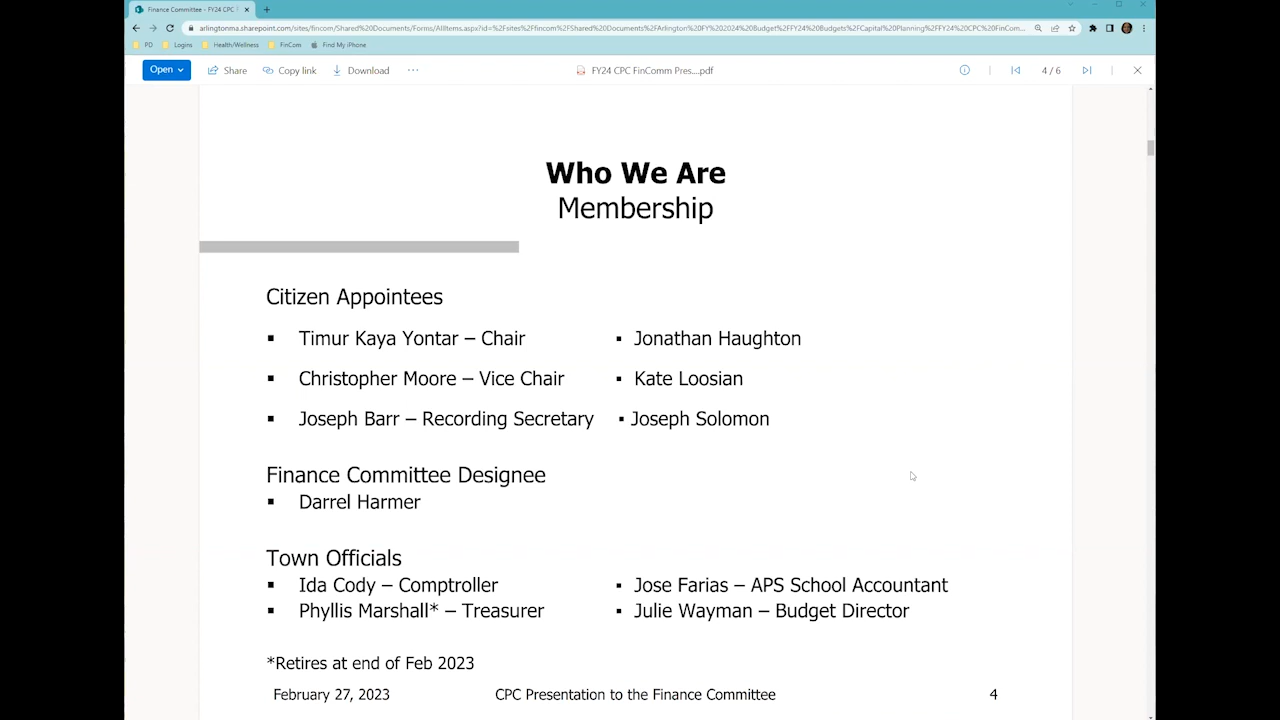 Finance Committee - FY24 CPC F
arlingtonma.sharepoint.com/sites/fincom/Shared%20Documents/Forms/AllItems.aspx?id=%2Fsites%2Ffincom%2FShared%20Documents%2FArlington%20FY%202024%20Budget%2FFY24%20Budgets%2FCapital%20Planning%2FFY24%20CPC%20FinCom...
PD Logins Health/Wellness FinCom Find My iPhone
Open Share Copy link Download ... FY24 CPC FinComm Pres....pdf 4 / 6
Who We Are
Membership
Citizen Appointees
▪ Timur Kaya Yontar – Chair ▪ Jonathan Haughton
▪ Christopher Moore – Vice Chair ▪ Kate Loosian
▪ Joseph Barr – Recording Secretary ▪ Joseph Solomon
Finance Committee Designee
▪ Darrel Harmer
Town Officials
▪ Ida Cody – Comptroller ▪ Jose Farias – APS School Accountant
▪ Phyllis Marshall* – Treasurer ▪ Julie Wayman – Budget Director
*Retires at end of Feb 2023
February 27, 2023 CPC Presentation to the Finance Committee 4